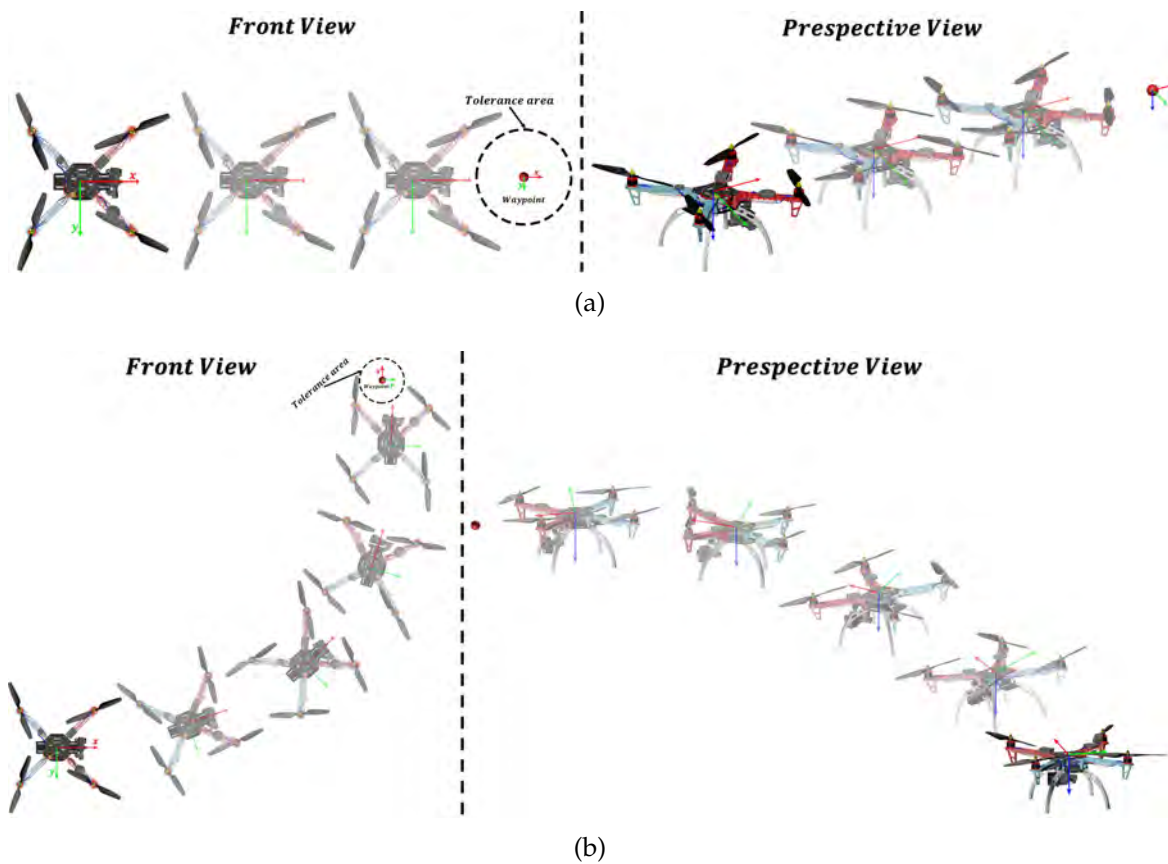 Front View
Prespective View
Tolerance area
x
x
y
y
Waypoint
(a)
Front View
Prespective View
Tolerance area
x
y
Waypoint
x
y
(b)